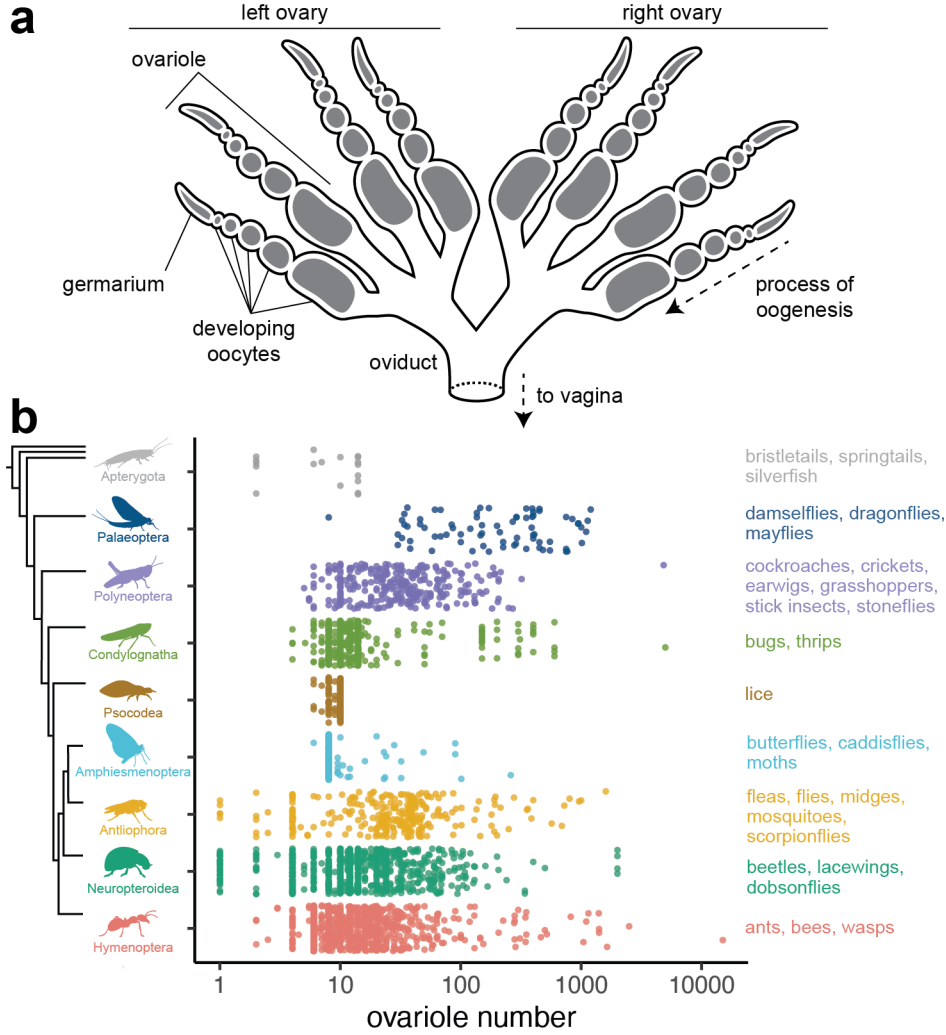 a
left ovary
right ovary
ovariole
germarium
developing
oocytes
oviduct
process of
oogenesis
to vagina
b
Apterygota
bristletails, springtails,
silverfish
Palaeoptera
damselflies, dragonflies,
mayflies
Polyneoptera
cockroaches, crickets,
earwigs, grasshoppers,
stick insects, stoneflies
Condylognatha
bugs, thrips
Psocodea
lice
Amphiesmenoptera
butterflies, caddisflies,
moths
Antliophora
fleas, flies, midges,
mosquitoes,
scorpionflies
Neuropteroidea
beetles, lacewings,
dobsonflies
Hymenoptera
ants, bees, wasps
1 10 100 1000 10000
ovariole number